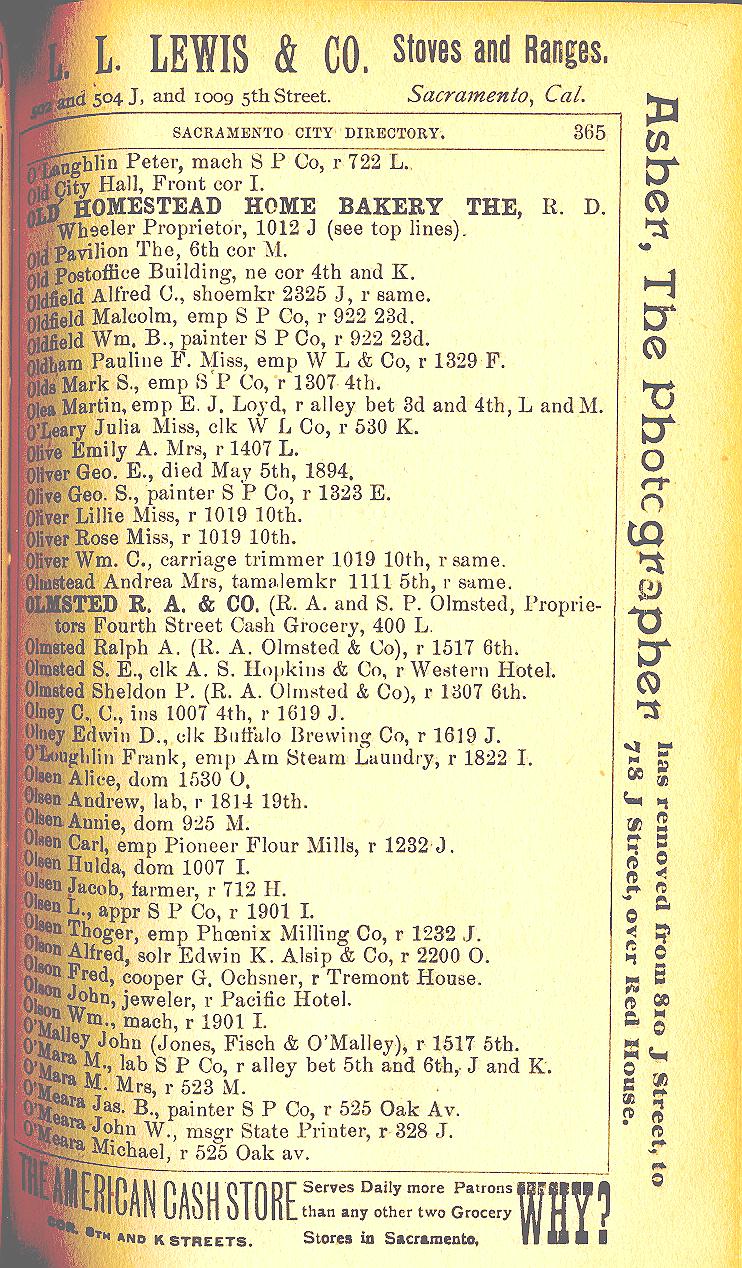 L. L. LEWIS & CO. Stoves and Ranges.
502 and 504 J, and 1009 5th Street. Sacramento, Cal.
SACRAMENTO CITY DIRECTORY. 365
O'Laughlin Peter, mach S P Co, r 722 L.
Old City Hall, Front cor I.
OLD HOMESTEAD HOME BAKERY THE, R. D.
Wheeler Proprietor, 1012 J (see top lines).
Old Pavilion The, 6th cor M.
Old Postoffice Building, ne cor 4th and K.
Oldfield Alfred C., shoemkr 2325 J, r same.
Oldfield Malcolm, emp S P Co, r 922 23d.
Oldfield Wm. B., painter S P Co, r 922 23d.
Oldham Pauline F. Miss, emp W L & Co, r 1329 F.
Olds Mark S., emp S P Co, r 1307 4th.
Olea Martin, emp E. J. Loyd, r alley bet 3d and 4th, L and M.
O'Leary Julia Miss, clk W L Co, r 530 K.
Olive Emily A. Mrs, r 1407 L.
Oliver Geo. E., died May 5th, 1894.
Olive Geo. S., painter S P Co, r 1323 E.
Oliver Lillie Miss, r 1019 10th.
Oliver Rose Miss, r 1019 10th.
Oliver Wm. C., carriage trimmer 1019 10th, r same.
Olmstead Andrea Mrs, tamalemkr 1111 5th, r same.
OLMSTED R. A. & CO. (R. A. and S. P. Olmsted, Proprie-
tors Fourth Street Cash Grocery, 400 L.
Olmsted Ralph A. (R. A. Olmsted & Co), r 1517 6th.
Olmsted S. E., clk A. S. Hopkins & Co, r Western Hotel.
Olmsted Sheldon P. (R. A. Olmsted & Co), r 1307 6th.
Olney C. C., ins 1007 4th, r 1619 J.
Olney Edwin D., clk Buffalo Brewing Co, r 1619 J.
O'Loughlin Frank, emp Am Steam Laundry, r 1822 I.
Olsen Alice, dom 1530 O.
Olsen Andrew, lab, r 1814 19th.
Olsen Annie, dom 925 M.
Olsen Carl, emp Pioneer Flour Mills, r 1232 J.
Olsen Hulda, dom 1007 I.
Olsen Jacob, farmer, r 712 H.
Olsen L., appr S P Co, r 1901 I.
Olsen Thoger, emp Phœnix Milling Co, r 1232 J.
Olson Alfred, solr Edwin K. Alsip & Co, r 2200 O.
Olson Fred, cooper G. Ochsner, r Tremont House.
Olson John, jeweler, r Pacific Hotel.
Olson Wm., mach, r 1901 I.
O'Malley John (Jones, Fisch & O'Malley), r 1517 5th.
O'Mara M., lab S P Co, r alley bet 5th and 6th, J and K.
O'Mara M. Mrs, r 523 M.
O'Meara Jas. B., painter S P Co, r 525 Oak Av.
O'Meara John W., msgr State Printer, r 328 J.
O'Meara Michael, r 525 Oak av.
Asher, The Photographer
has removed from 810 J Street, to
718 J Street, over Red House.
THE AMERICAN CASH STORE
COR. 8TH AND K STREETS.
Serves Daily more Patrons
than any other two Grocery
Stores in Sacramento,
WHY?